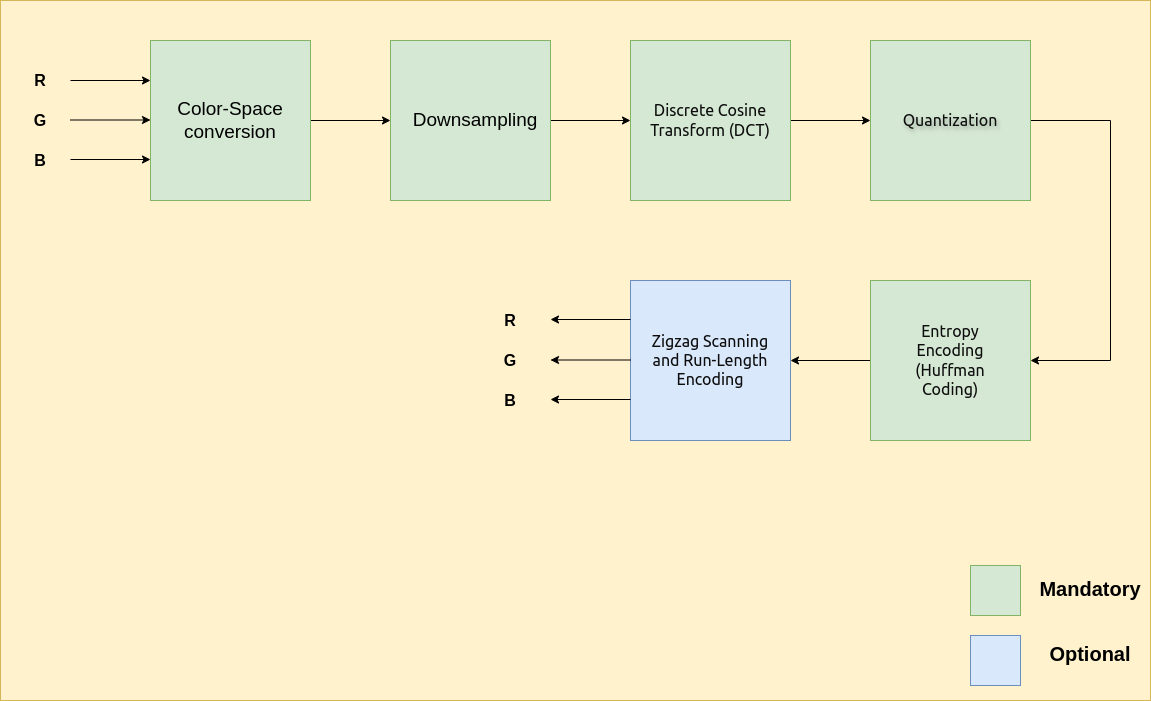 R
G
B
Color-Space
conversion
Downsampling
Discrete Cosine
Transform (DCT)
Quantization
R
G
B
Zigzag Scanning
and Run-Length
Encoding
Entropy
Encoding
(Huffman
Coding)
Mandatory
Optional